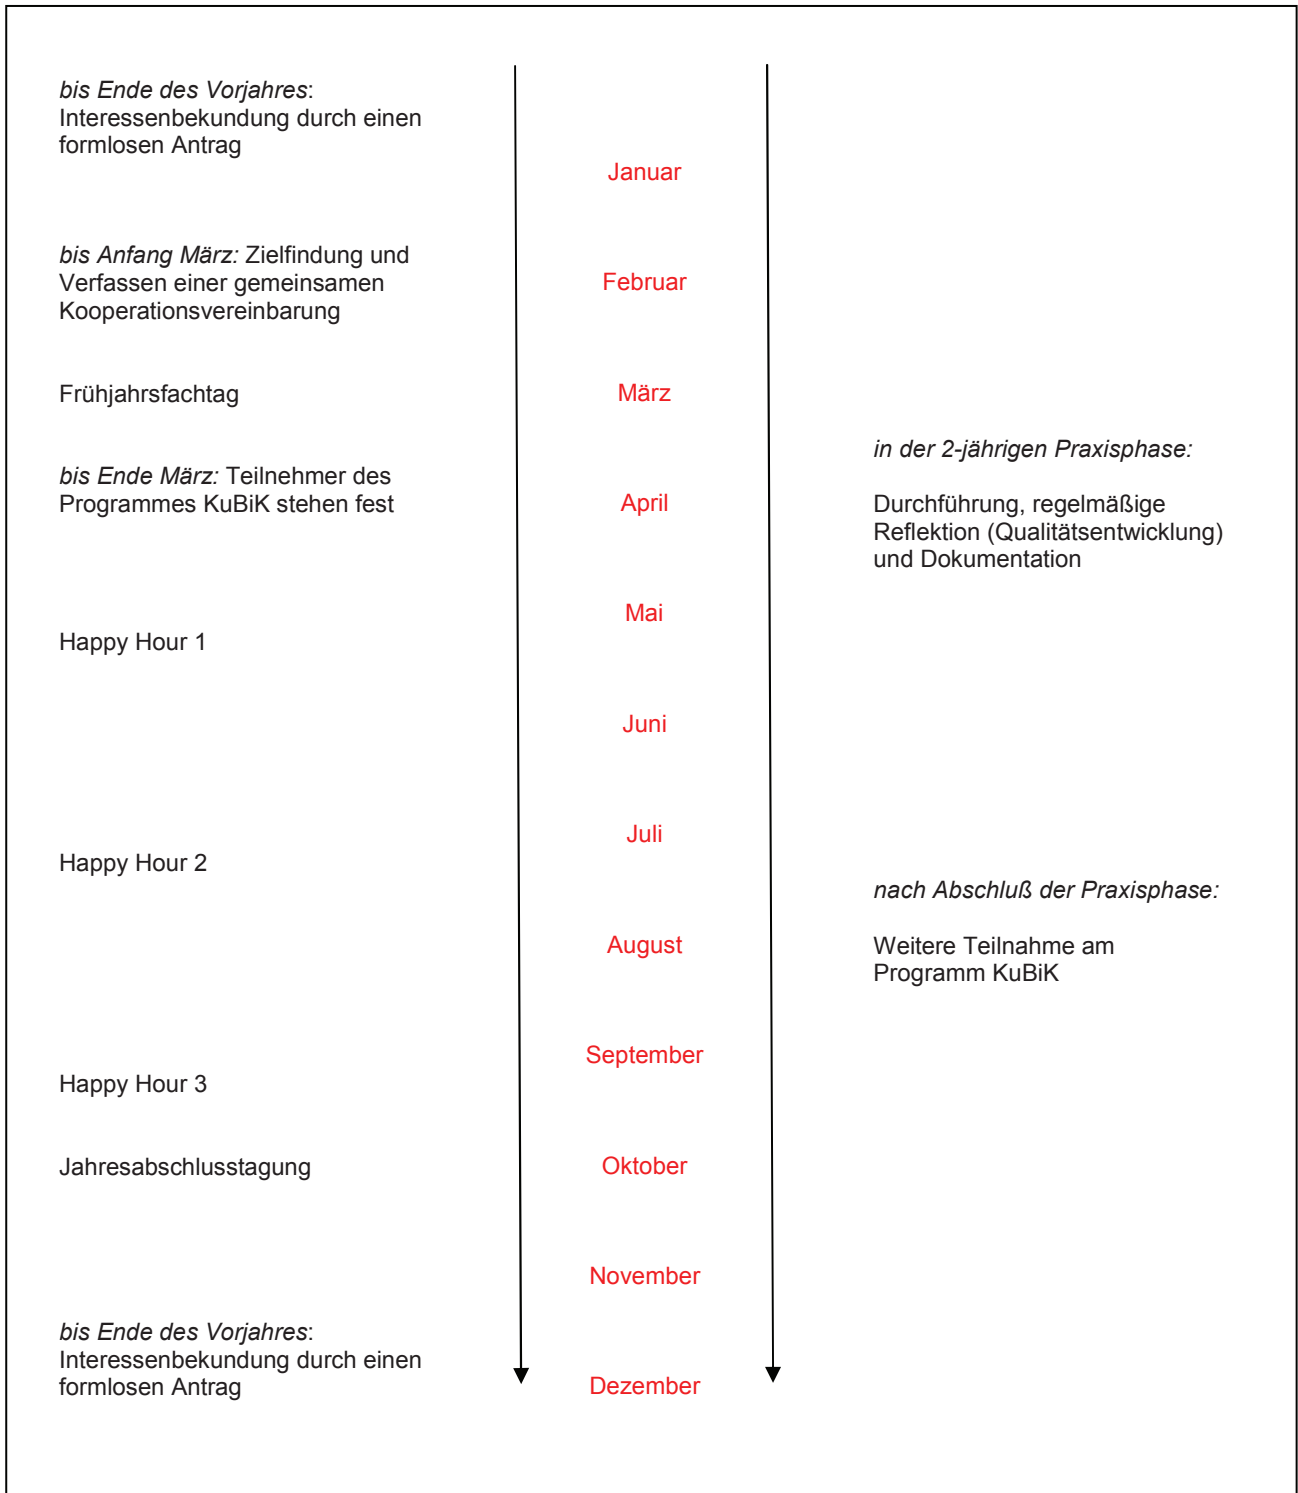 bis Ende des Vorjahres:
Interessenbekundung durch einen
formlosen Antrag
bis Anfang März: Zielfindung und
Verfassen einer gemeinsamen
Kooperationsvereinbarung
Frühjahrsfachtag
bis Ende März: Teilnehmer des
Programmes KuBiK stehen fest
Happy Hour 1
Happy Hour 2
Happy Hour 3
Jahresabschlusstagung
bis Ende des Vorjahres:
Interessenbekundung durch einen
formlosen Antrag
Januar
Februar
März
April
Mai
Juni
Juli
August
September
Oktober
November
Dezember
in der 2-jährigen Praxisphase:
Durchführung, regelmäßige
Reflektion (Qualitätsentwicklung)
und Dokumentation
nach Abschluß der Praxisphase:
Weitere Teilnahme am
Programm KuBiK